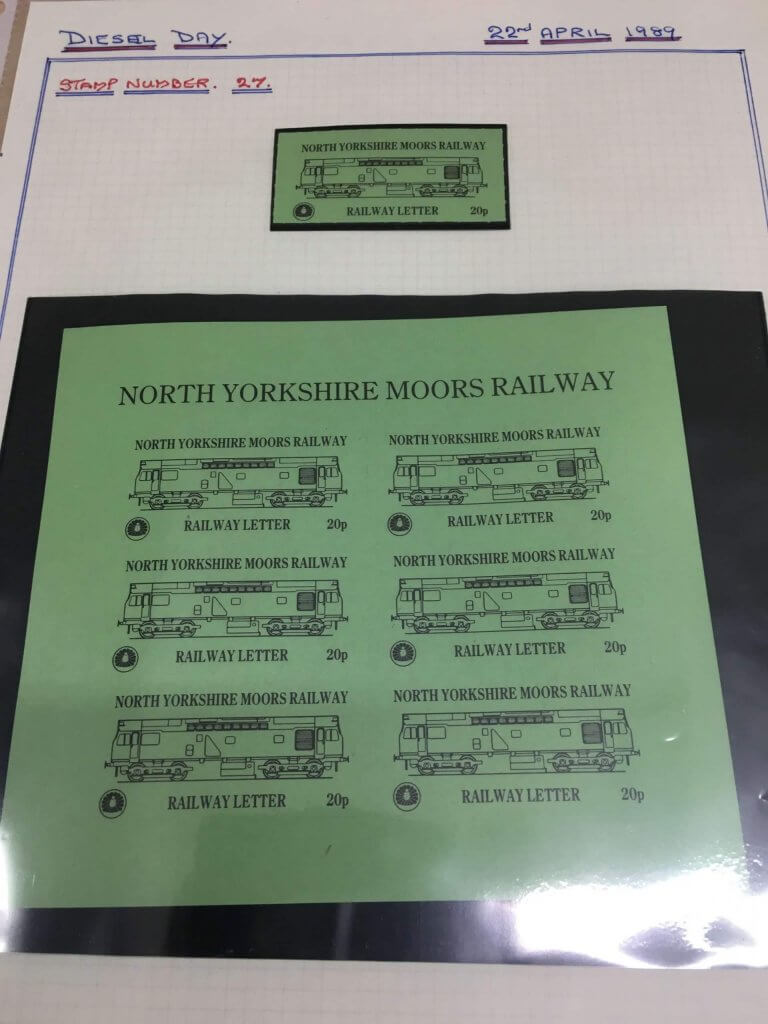 DIESEL DAY. 22nd APRIL 1989
STAMP NUMBER. 27.
NORTH YORKSHIRE MOORS RAILWAY
RAILWAY LETTER 20p
NORTH YORKSHIRE MOORS RAILWAY
NORTH YORKSHIRE MOORS RAILWAY NORTH YORKSHIRE MOORS RAILWAY
RAILWAY LETTER 20p RAILWAY LETTER 20p
NORTH YORKSHIRE MOORS RAILWAY NORTH YORKSHIRE MOORS RAILWAY
RAILWAY LETTER 20p RAILWAY LETTER 20p
NORTH YORKSHIRE MOORS RAILWAY NORTH YORKSHIRE MOORS RAILWAY
RAILWAY LETTER 20p RAILWAY LETTER 20p